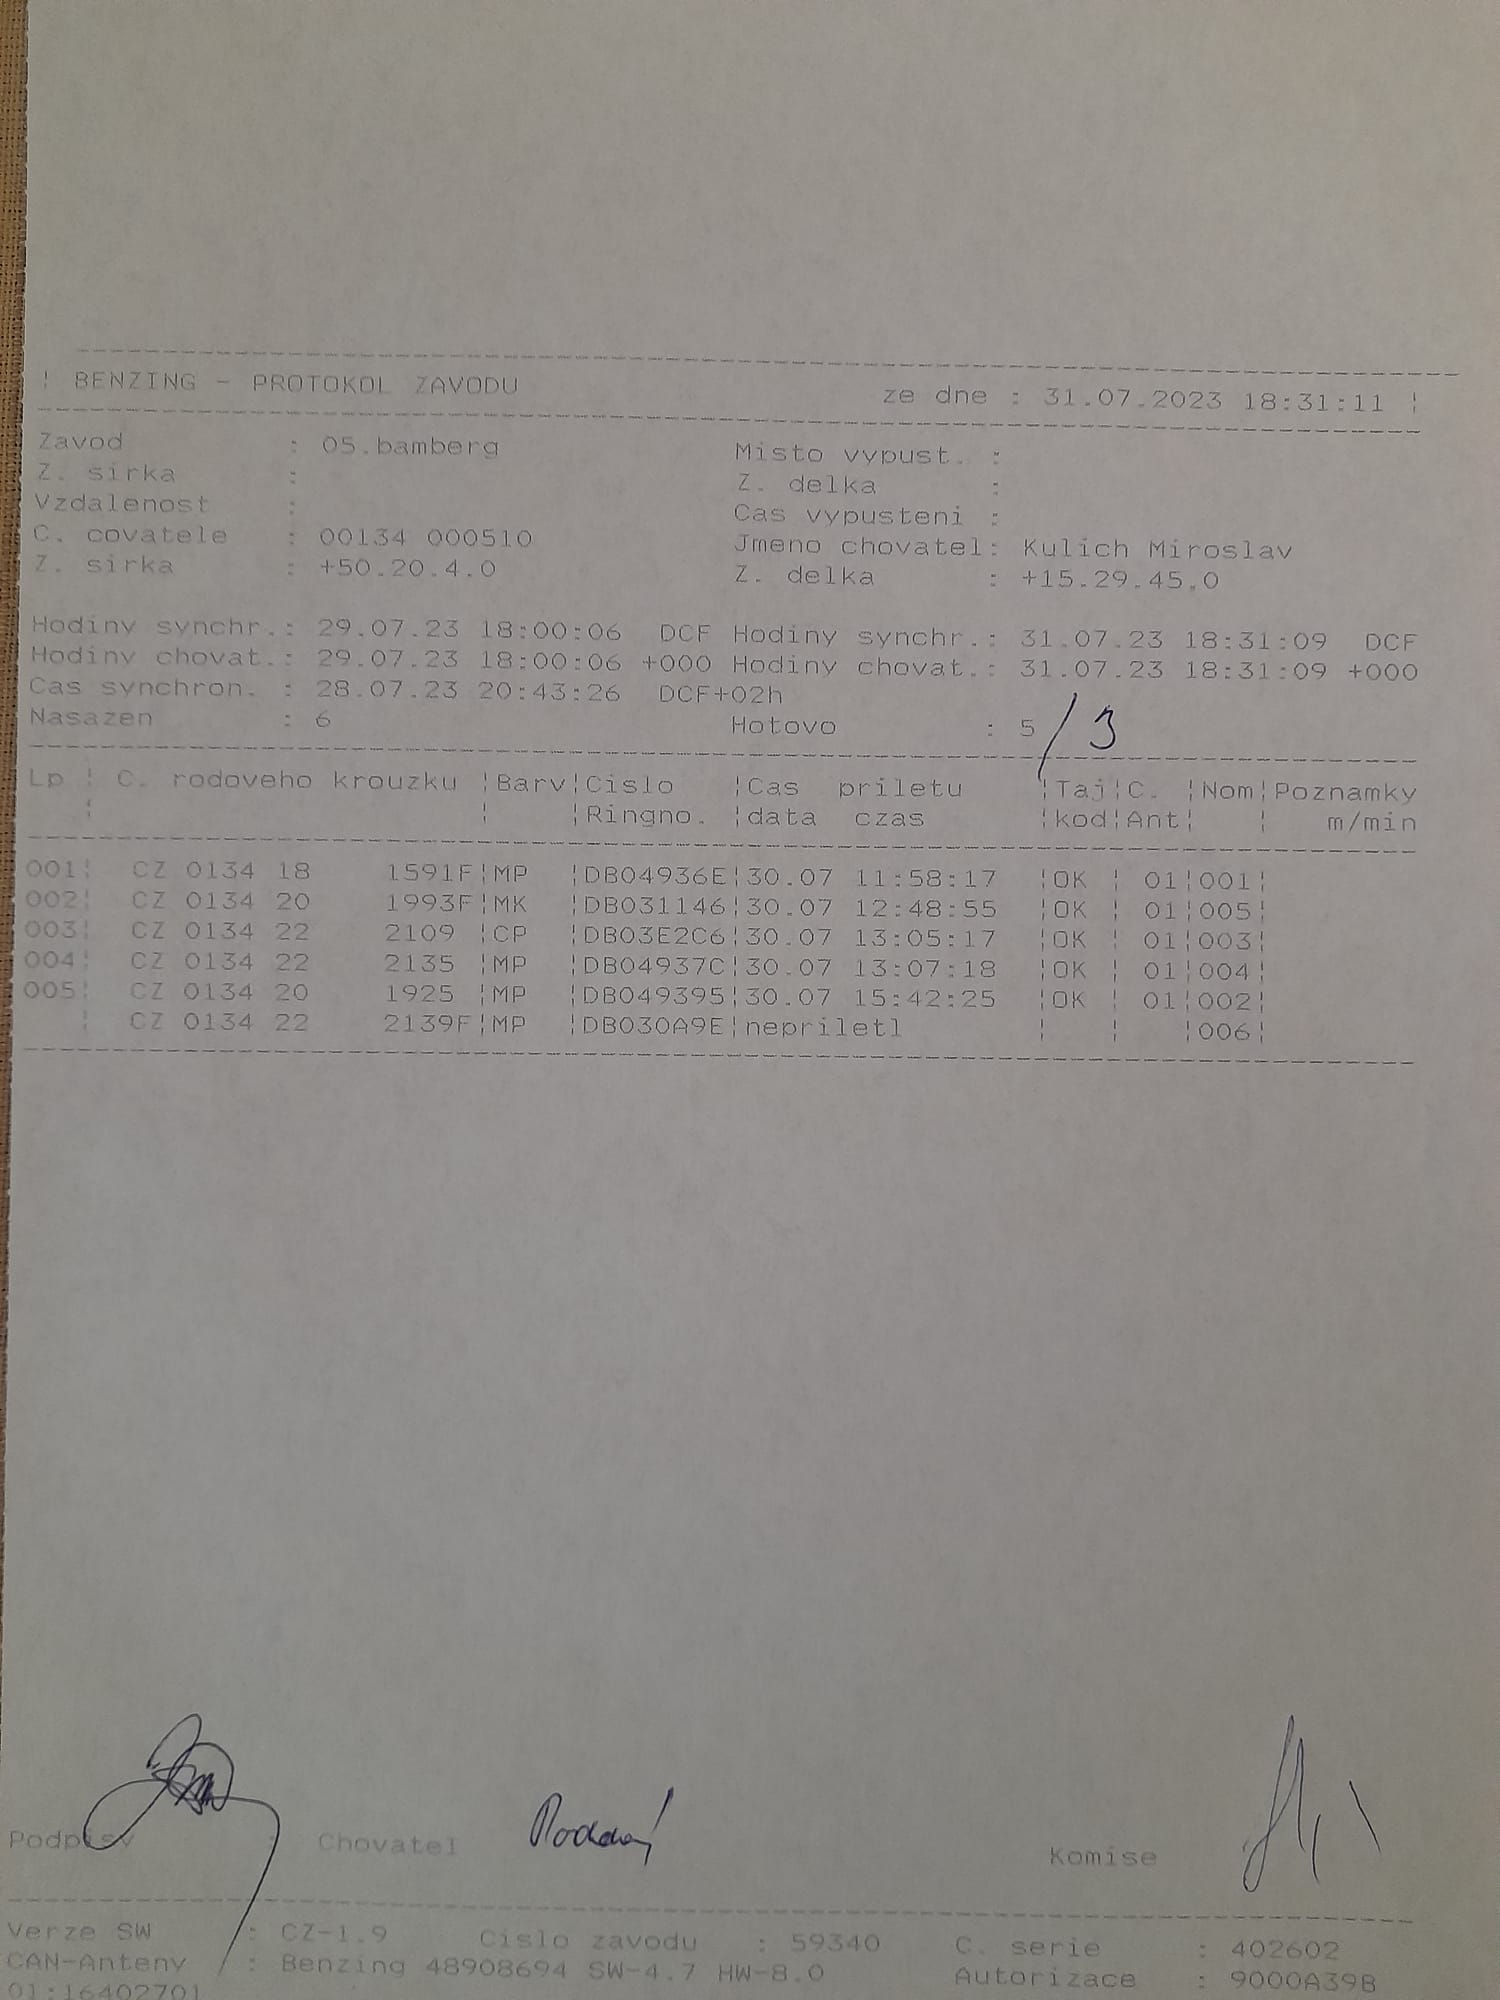 ¦ BENZING - PROTOKOL ZAVODU ze dne : 31.07.2023 18:31:11 ¦
Zavod : 05.bamberg Misto vypust. :
Z. sirka : Z. delka :
Vzdalenost : Cas vypusteni :
C. covatele : 00134 000510 Jmeno chovatel: Kulich Miroslav
Z. sirka : +50.20.4.0 Z. delka : +15.29.45.0
Hodiny synchr.: 29.07.23 18:00:06 DCF Hodiny synchr.: 31.07.23 18:31:09 DCF
Hodiny chovat.: 29.07.23 18:00:06 +000 Hodiny chovat.: 31.07.23 18:31:09 +000
Cas synchron. : 28.07.23 20:43:26 DCF+02h
Nasazen : 6 Hotovo : 5 / 3
Lp ¦ C. rodoveho krouzku ¦Barv¦Cislo ¦Cas priletu ¦Taj¦C. ¦Nom¦Poznamky
¦ ¦ ¦Ringno. ¦data czas ¦kod¦Ant¦ ¦ m/min
001¦ CZ 0134 18 1591F¦MP ¦DB04936E¦30.07 11:58:17 ¦OK ¦ 01¦001¦
002¦ CZ 0134 20 1993F¦MK ¦DB031146¦30.07 12:48:55 ¦OK ¦ 01¦005¦
003¦ CZ 0134 22 2109 ¦CP ¦DB03E2C6¦30.07 13:05:17 ¦OK ¦ 01¦003¦
004¦ CZ 0134 22 2135 ¦MP ¦DB04937C¦30.07 13:07:18 ¦OK ¦ 01¦004¦
005¦ CZ 0134 20 1925 ¦MP ¦DB049395¦30.07 15:42:25 ¦OK ¦ 01¦002¦
¦ CZ 0134 22 2139F¦MP ¦DB030A9E¦nepriletl ¦ ¦ ¦006¦
Podpisy : Chovatel Komise
Verze SW : CZ-1.9 Cislo zavodu : 59340 C. serie : 402602
CAN-Anteny : Benzing 48908694 SW-4.7 HW-8.0 Autorizace : 9000A39B
01:16402701